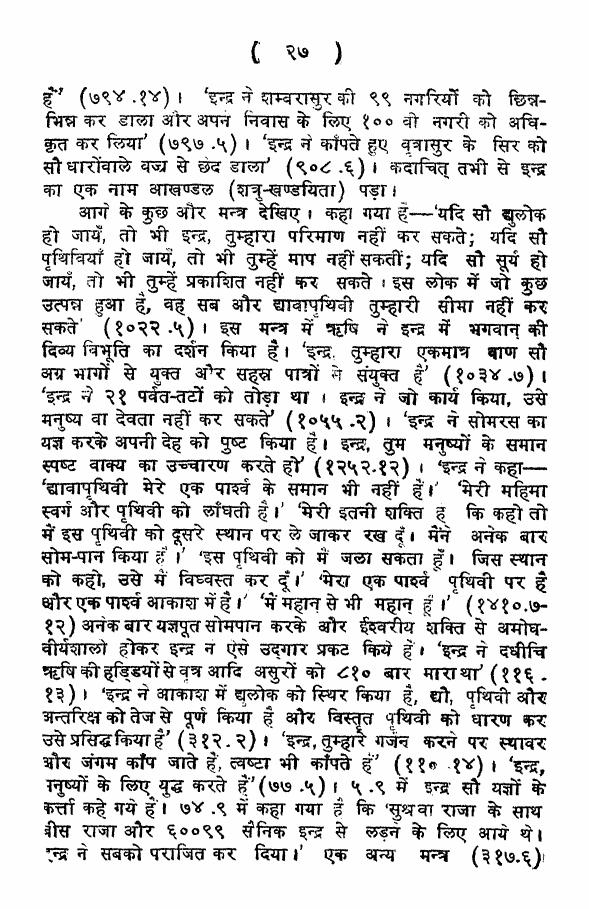 ( २७ )
हैं’ (७९४.१४)। ‘इन्द्र ने शम्बरासुर की ९९ नगरियों को छिन्न-
भिन्न कर डाला और अपने निवास के लिए १०० वीं नगरी को अधि-
कृत कर लिया’ (७९७.५)। ‘इन्द्र ने काँपते हुए वृत्रासुर के सिर को
सौ धारोंवाले वज्र से छेद डाला’ (९०८.६)। कदाचित् तभी से इन्द्र
का एक नाम आखण्डल (शत्रु-खण्डयिता) पड़ा।
आगे के कुछ और मन्त्र देखिए। कहा गया है—‘यदि सौ द्युलोक
हो जायँ, तो भी इन्द्र, तुम्हारा परिमाण नहीं कर सकते; यदि सौ
पृथिवियाँ हो जायँ, तो भी तुम्हें माप नहीं सकतीं; यदि सौ सूर्य हो
जायँ, तो भी तुम्हें प्रकाशित नहीं कर सकते। इस लोक में जो कुछ
उत्पन्न हुआ है, वह सब और द्यावापृथिवी तुम्हारी सीमा नहीं कर
सकते’ (१०२२.५)। इस मन्त्र में ऋषि ने इन्द्र में भगवान् की
दिव्य विभूति का दर्शन किया है। ‘इन्द्र, तुम्हारा एकमात्र बाण सौ
अग्र भागों से युक्त और सहस्र पात्रों से संयुक्त है’ (१०३४.७)।
‘इन्द्र ने २१ पर्वत-तटों को तोड़ा था। इन्द्र ने जो कार्य किया, उसे
मनुष्य वा देवता नहीं कर सकते’ (१०५५.२)। ‘इन्द्र ने सोमरस का
यज्ञ करके अपनी देह को पुष्ट किया है। इन्द्र, तुम मनुष्यों के समान
स्पष्ट वाक्य का उच्चारण करते हो’ (१२५२.१२)। ‘इन्द्र ने कहा—
‘द्यावापृथिवी मेरे एक पार्श्व के समान भी नहीं हैं।’ ‘मेरी महिमा
स्वर्ग और पृथिवी को लाँघती है।’ ‘मेरी इतनी शक्ति है कि कहो तो
मैं इस पृथिवी को दूसरे स्थान पर ले जाकर रख दूँ। मैंने अनेक बार
सोम-पान किया है।’ ‘इस पृथिवी को मैं जला सकता हूँ। जिस स्थान
को कहो, उसे मैं विध्वस्त कर दूँ।’ ‘मेरा एक पार्श्व पृथिवी पर है
और एक पार्श्व आकाश में है।’ ‘मैं महान् से भी महान् हूँ।’ (१४१०.७-
१२) अनेक बार यज्ञपूत सोमपान करके और ईश्वरीय शक्ति से अमोघ-
वीर्यशाली होकर इन्द्र ने ऐसे उद्गार प्रकट किये हैं। ‘इन्द्र ने दधीचि
ऋषि की हड्डियों से वृत्र आदि असुरों को ८१० बार मारा था’ (११६.
१३)। ‘इन्द्र ने आकाश में द्युलोक को स्थिर किया है, द्यौ, पृथिवी और
अन्तरिक्ष को तेज से पूर्ण किया है और विस्तृत पृथिवी को धारण कर
उसे प्रसिद्ध किया है’ (३१२.२)। ‘इन्द्र, तुम्हारे गर्जन करने पर स्थावर
और जंगम काँप जाते हैं, त्वष्टा भी काँपते हैं’ (११०.१४)। ‘इन्द्र,
मनुष्यों के लिए युद्ध करते हैं’ (७७.५)। ५.९ में इन्द्र सौ यज्ञों के
कर्त्ता कहे गये हैं। ७४.९ में कहा गया है कि ‘सुश्रवा राजा के साथ
बीस राजा और ६००९९ सैनिक इन्द्र से लड़ने के लिए आये थे।
इन्द्र ने सबको पराजित कर दिया।’ एक अन्य मन्त्र (३१७.६)